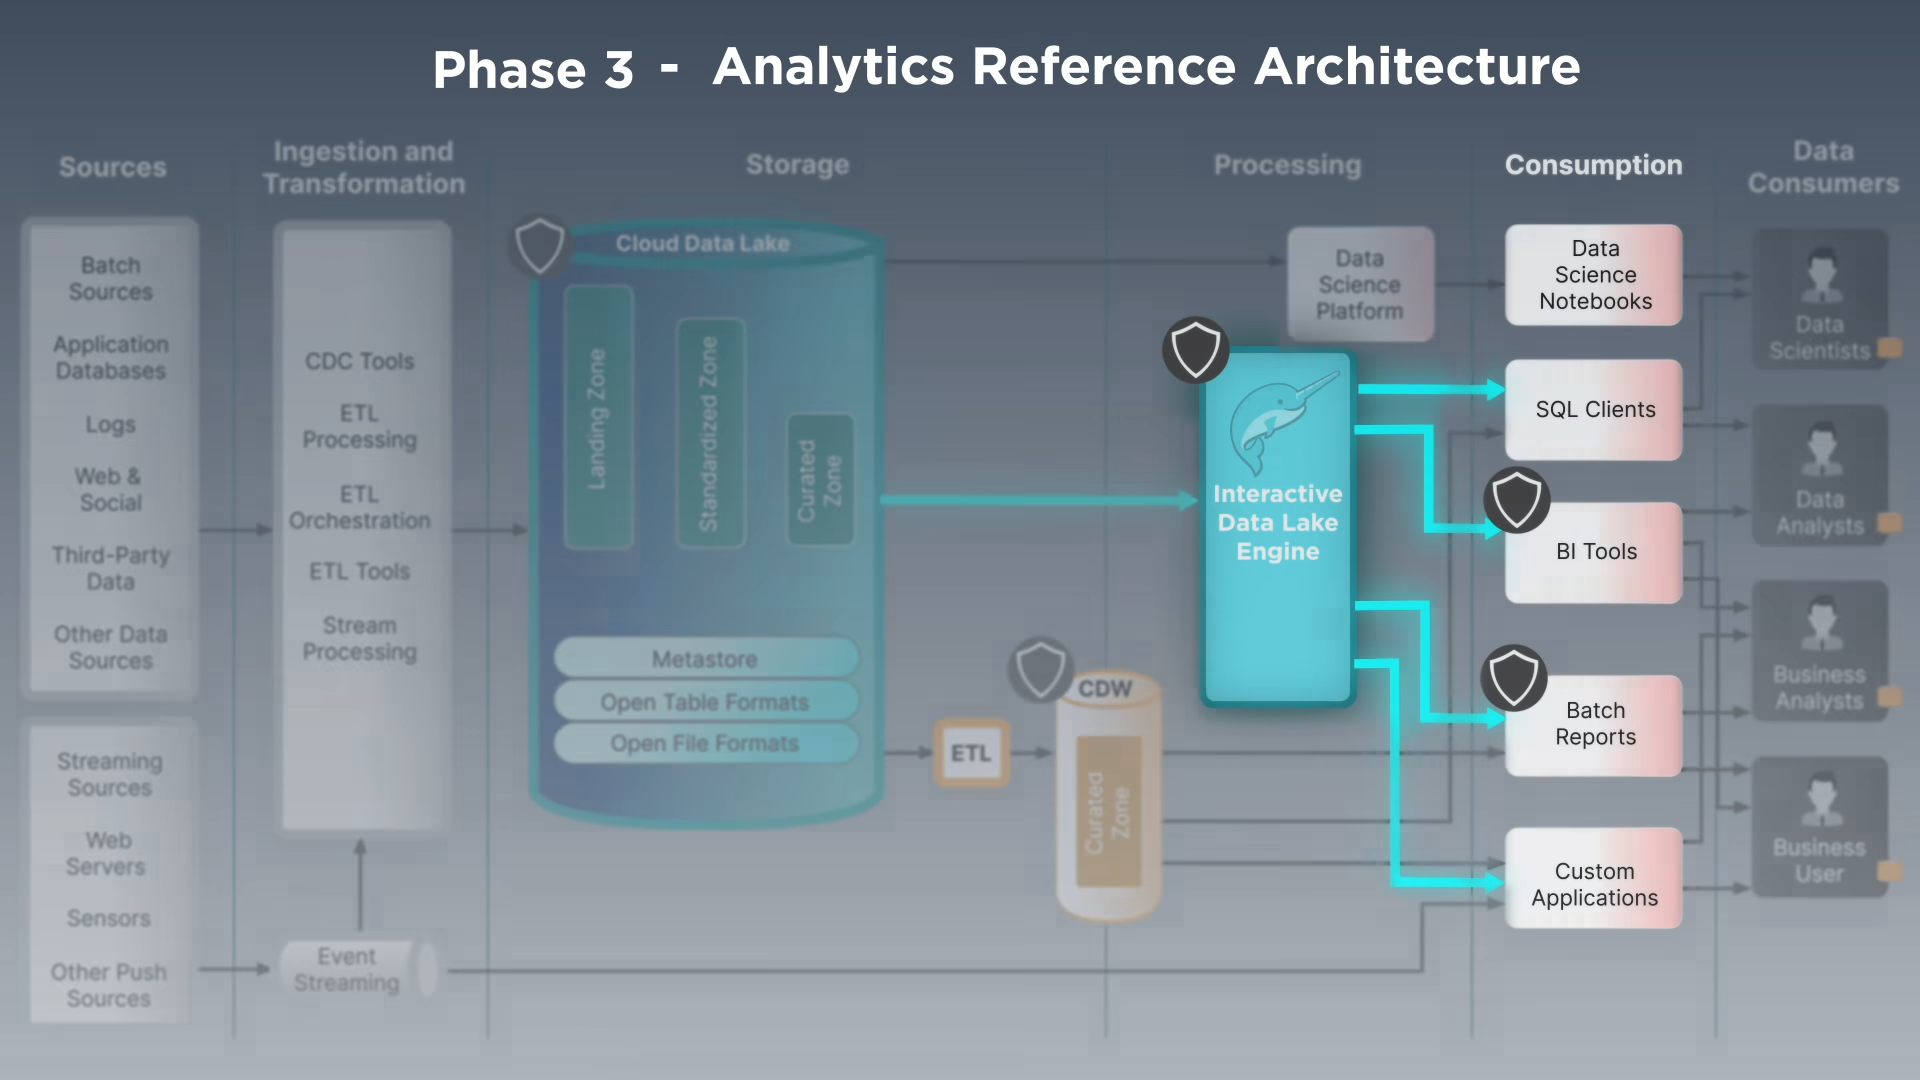 Phase 3 - Analytics Reference Architecture
Sources
Ingestion and
Transformation
Storage
Processing
Consumption
Data
Consumers
Batch
Sources
Application
Databases
Logs
Web &
Social
Third-Party
Data
Other Data
Sources
Streaming
Sources
Web
Servers
Sensors
Other Push
Sources
CDC Tools
ETL
Processing
ETL
Orchestration
ETL Tools
Stream
Processing
Event
Streaming
Cloud Data Lake
Landing Zone
Standardized Zone
Curated
Zone
Metastore
Open Table Formats
Open File Formats
ETL
CDW
Curated
Zone
Data
Science
Platform
Interactive
Data Lake
Engine
Data
Science
Notebooks
SQL Clients
BI Tools
Batch
Reports
Custom
Applications
Data
Scientists
Data
Analysts
Business
Analysts
Business
User